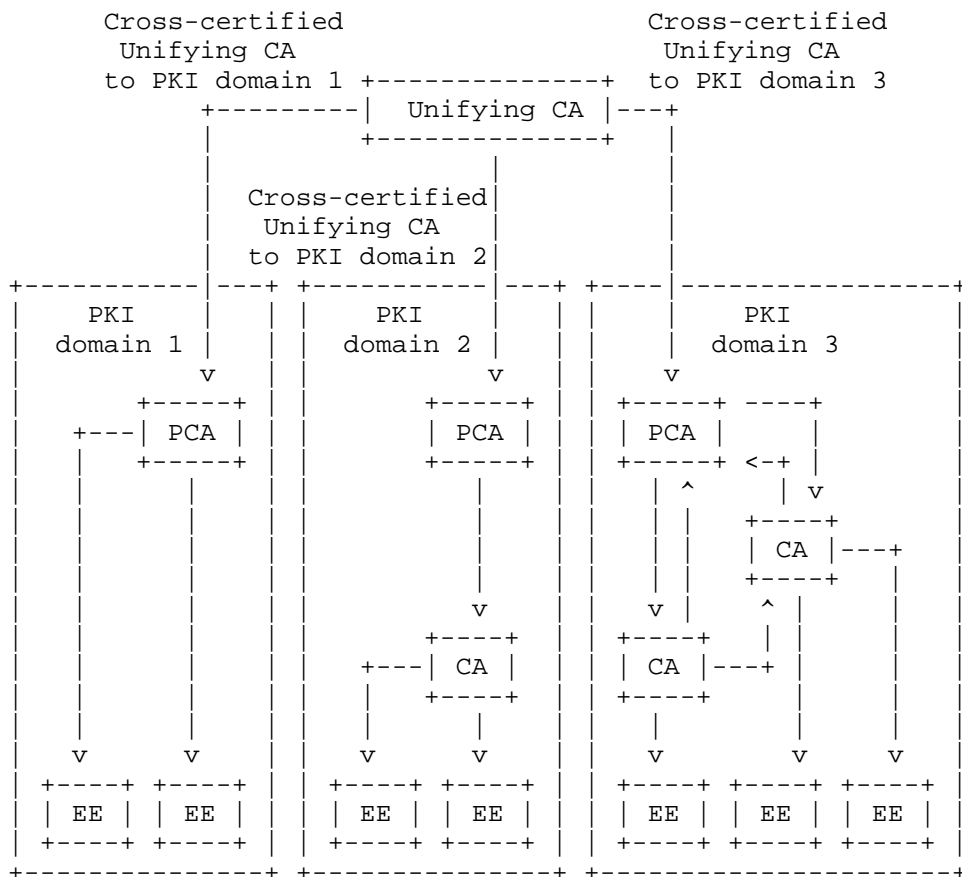 Cross-certified Cross-certified
Unifying CA Unifying CA
to PKI domain 1 to PKI domain 3
Unifying CA
Cross-certified
Unifying CA
to PKI domain 2
PKI PKI PKI
domain 1 domain 2 domain 3
PCA PCA PCA
CA
CA CA
EE EE EE EE EE EE EE